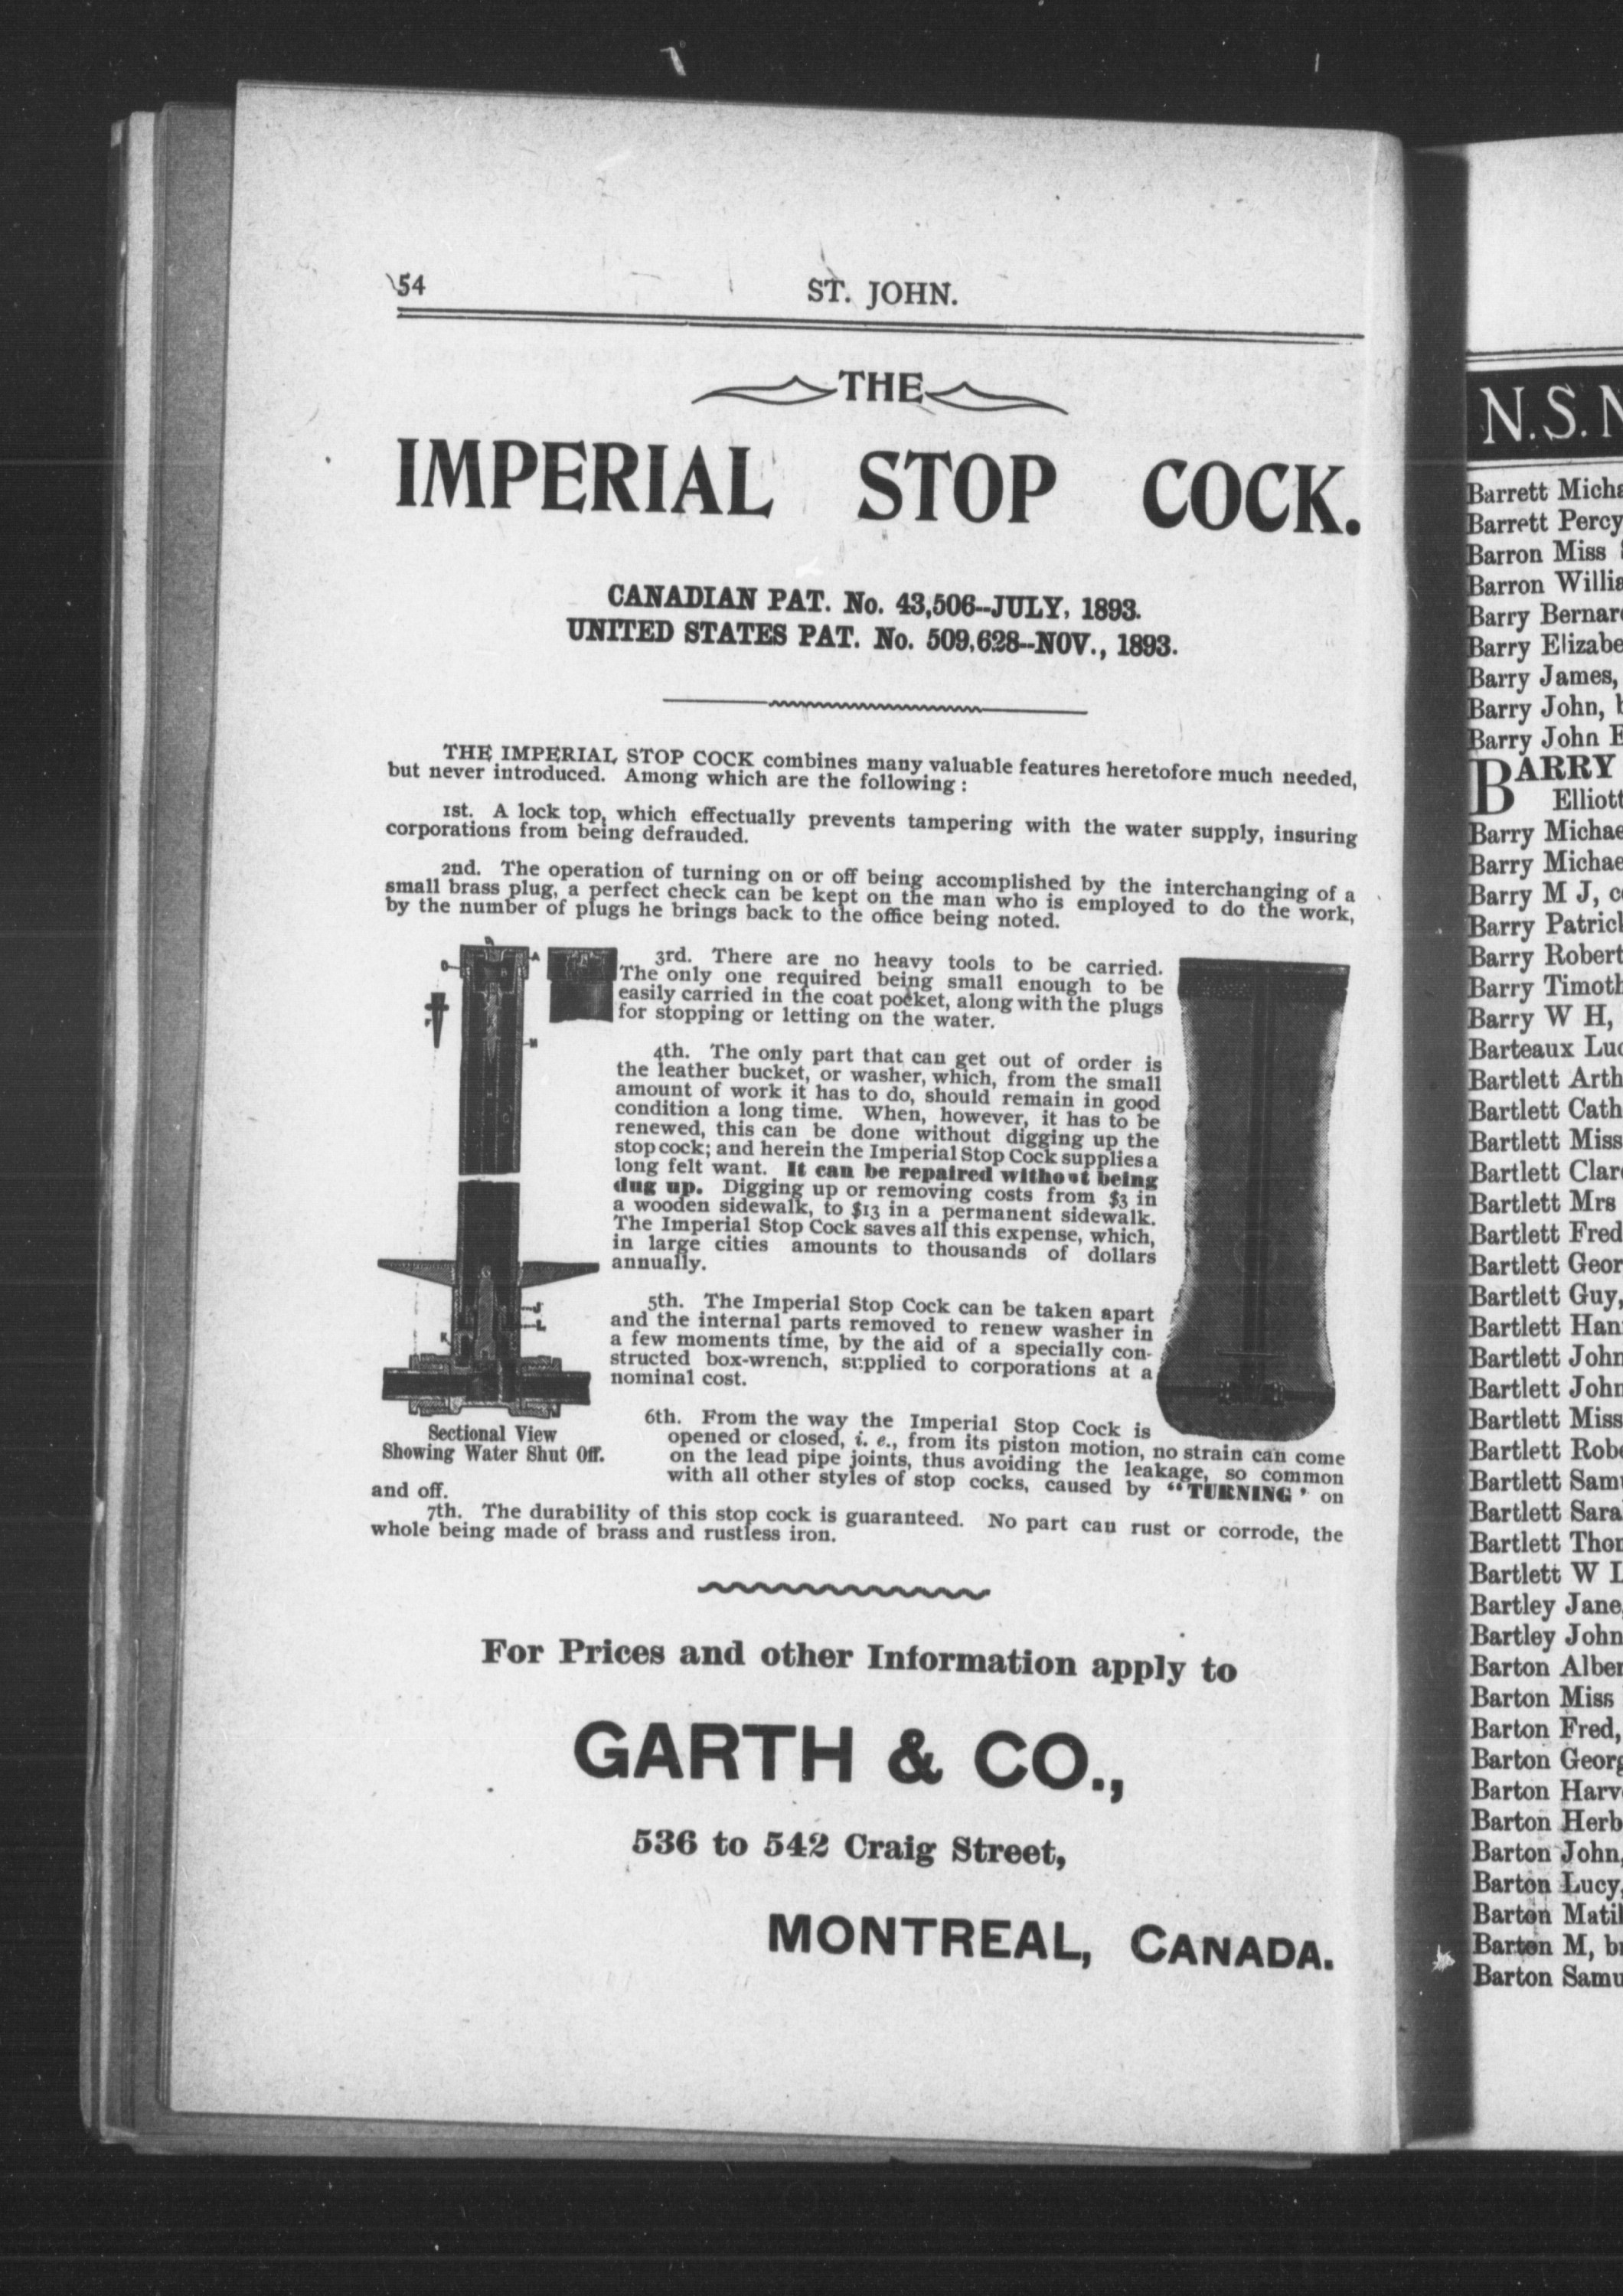 54 ST. JOHN.
THE
IMPERIAL STOP COCK.
CANADIAN PAT. No. 43,506--JULY, 1893.
UNITED STATES PAT. No. 509,628--NOV., 1893.
THE IMPERIAL STOP COCK combines many valuable features heretofore much needed,
but never introduced. Among which are the following:
1st. A lock top, which effectually prevents tampering with the water supply, insuring
corporations from being defrauded.
2nd. The operation of turning on or off being accomplished by the interchanging of a
small brass plug, a perfect check can be kept on the man who is employed to do the work,
by the number of plugs he brings back to the office being noted.
3rd. There are no heavy tools to be carried.
The only one required being small enough to be
easily carried in the coat pocket, along with the plugs
for stopping or letting on the water.
4th. The only part that can get out of order is
the leather bucket, or washer, which, from the small
amount of work it has to do, should remain in good
condition a long time. When, however, it has to be
renewed, this can be done without digging up the
stop cock; and herein the Imperial Stop Cock supplies a
long felt want. It can be repaired without being
dug up. Digging up or removing costs from $3 in
a wooden sidewalk, to $13 in a permanent sidewalk.
The Imperial Stop Cock saves all this expense, which,
in large cities amounts to thousands of dollars
annually.
5th. The Imperial Stop Cock can be taken apart
and the internal parts removed to renew washer in
a few moments time, by the aid of a specially con-
structed box-wrench, supplied to corporations at a
nominal cost.
Sectional View
Showing Water Shut Off.
6th. From the way the Imperial Stop Cock is
opened or closed, i. e., from its piston motion, no strain can come
on the lead pipe joints, thus avoiding the leakage, so common
with all other styles of stop cocks, caused by "TURNING' on
and off.
7th. The durability of this stop cock is guaranteed. No part can rust or corrode, the
whole being made of brass and rustless iron.
For Prices and other Information apply to
GARTH & CO.,
536 to 542 Craig Street,
MONTREAL, CANADA.
N. S.
Barrett
Barrett Percy
Barron Miss
Barron
Barry
Barry
Barry James,
Barry John,
Barry John
BARRY
Barry
Barry
Barry M J,
Barry
Barry Robert
Barry
Barry W H,
Barteaux
Bartlett
Bartlett
Bartlett Miss
Bartlett
Bartlett Mrs
Bartlett Fred
Bartlett
Bartlett Guy,
Bartlett
Bartlett John
Bartlett John
Bartlett Miss
Bartlett
Bartlett
Bartlett
Bartlett
Bartlett W
Bartley Jane
Bartley John
Barton
Barton Miss
Barton Fred,
Barton
Barton
Barton
Barton John,
Barton Lucy,
Barton
Barton M,
Barton